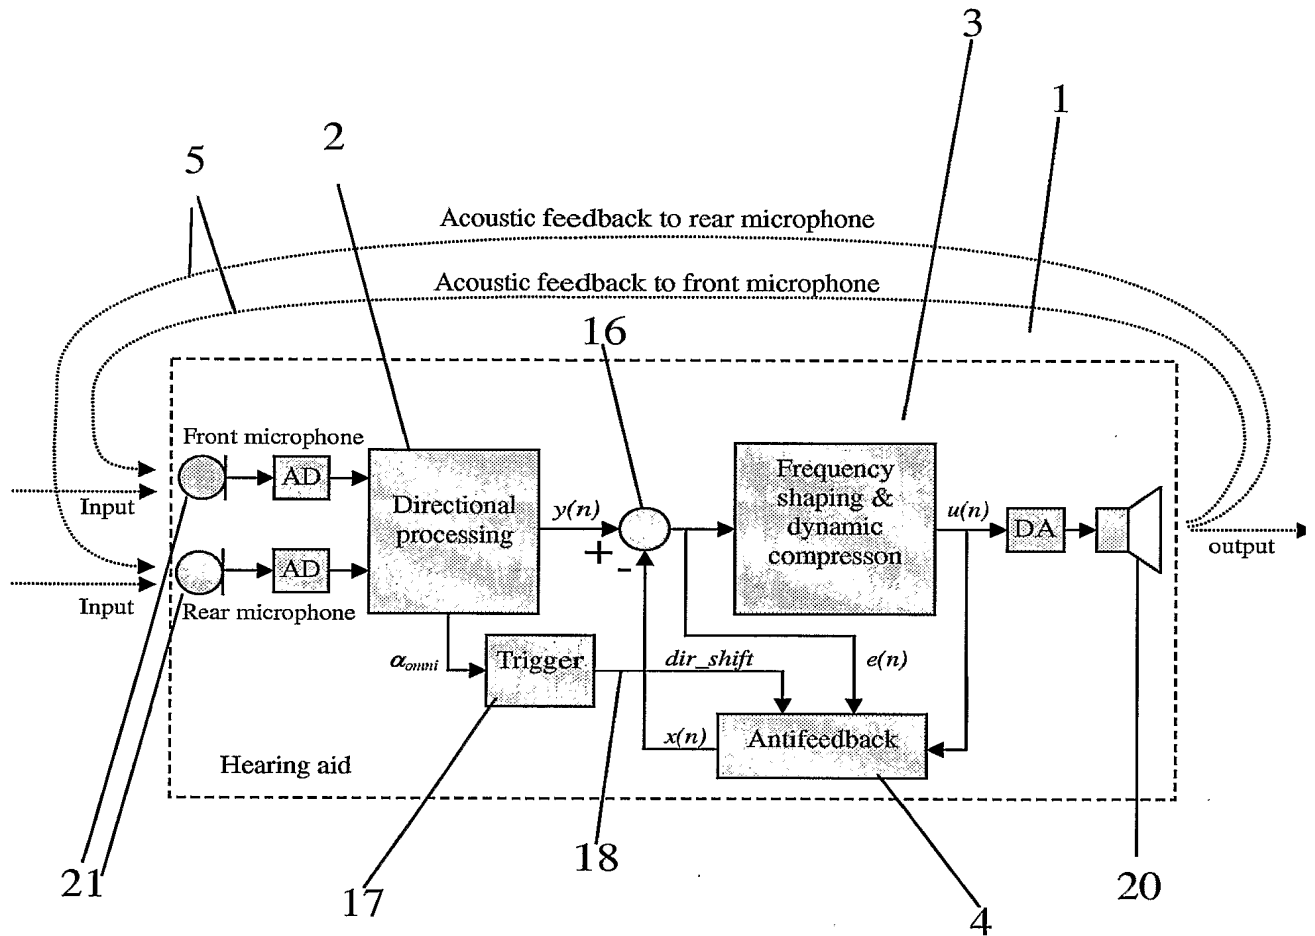 3
1
2
5
Acoustic feedback to rear microphone
Acoustic feedback to front microphone
16
Front microphone
AD
Input
Directional
processing
y(n)
+
-
Frequency
shaping &
dynamic
compresson
u(n)
DA
output
AD
Input
Rear microphone
αomni
Trigger
dir_shift
e(n)
x(n)
Antifeedback
Hearing aid
21
17
18
4
20